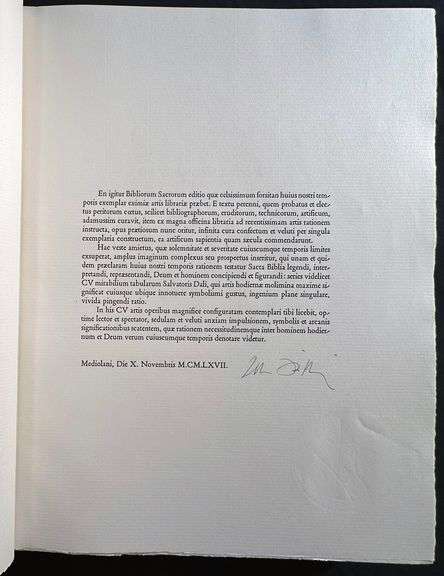 En igitur Bibliorum Sacrorum editio quæ celsissimum forsitan huius nostri tem-
poris exemplar eximiæ artis librariæ præbet. E textu perenni, quem probatus et elec-
tus peritorum cœtus, scilicet bibliographorum, eruditorum, technicorum, artificum,
adamustim curavit, item ex magna officina libraria ad recentissimam artis rationem
instructa, opus prætiosum nunc oritur, infinita cura confectum et veluti per singula
exemplaria constructum, ea artificum sapientia quam sæcula commendarunt.
Hac veste amictus, quæ solemnitate et severitate cuiuscumque temporis limites
exsuperat, amplus imaginum complexus seu prospectus inseritur, qui unam et qui-
dem præclaram huius nostri temporis rationem testatur Sacra Biblia legendi, inter-
pretandi, repræsentandi, Deum et hominem concipiendi et figurandi: series videlicet
CV mirabilium tabularum Salvatoris Dalí, qui artis hodiernæ molimina maxime si-
gnificat cuiusque ubique innotuere symbolismi gustus, ingenium plane singulare,
vivida pingendi ratio.
In his CV artis operibus magnifice configuratam contemplari tibi licebit, op-
time lector et spectator, sedulam et veluti anxiam impulsionem, symbolis et arcanis
significationibus scatentem, quæ rationem necessitudinemque inter hominem hodier-
num et Deum verum cuiuscumque temporis denotare videtur.
Mediolani, Die X. Novembris M.CM.LXVII.